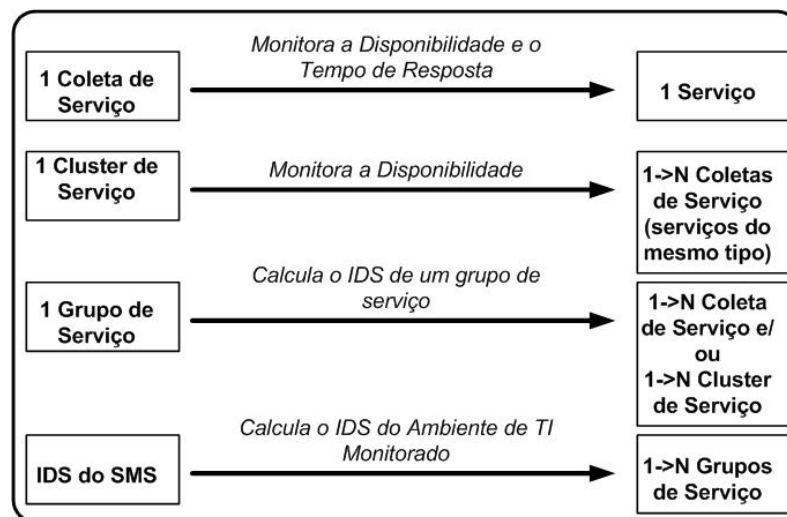 1 Coleta de
Serviço
Monitora a Disponibilidade e o
Tempo de Resposta
1 Serviço
1 Cluster de
Serviço
Monitora a Disponibilidade
1->N Coletas
de Serviço
(serviços do
mesmo tipo)
1 Grupo de
Serviço
Calcula o IDS de um grupo de
serviço
1->N Coleta
de Serviço e/
ou
1->N Cluster
de Serviço
IDS do SMS
Calcula o IDS do Ambiente de TI
Monitorado
1->N Grupos
de Serviço